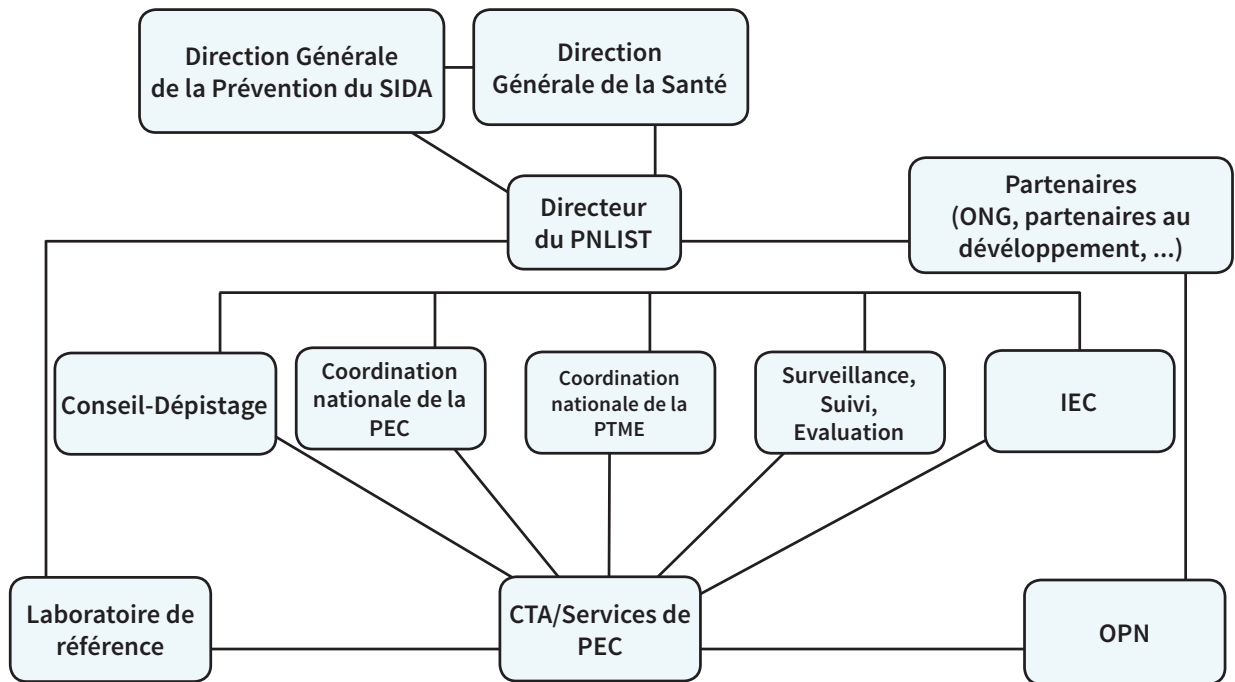 Direction Générale
de la Prévention du SIDA
Direction
Générale de la Santé
Directeur
du PNLIST
Partenaires
(ONG, partenaires au
dévéloppement, ...)
Conseil-Dépistage
Coordination
nationale de la
PEC
Coordination
nationale de la
PTME
Surveillance,
Suivi,
Evaluation
IEC
Laboratoire de
référence
CTA/Services de
PEC
OPN